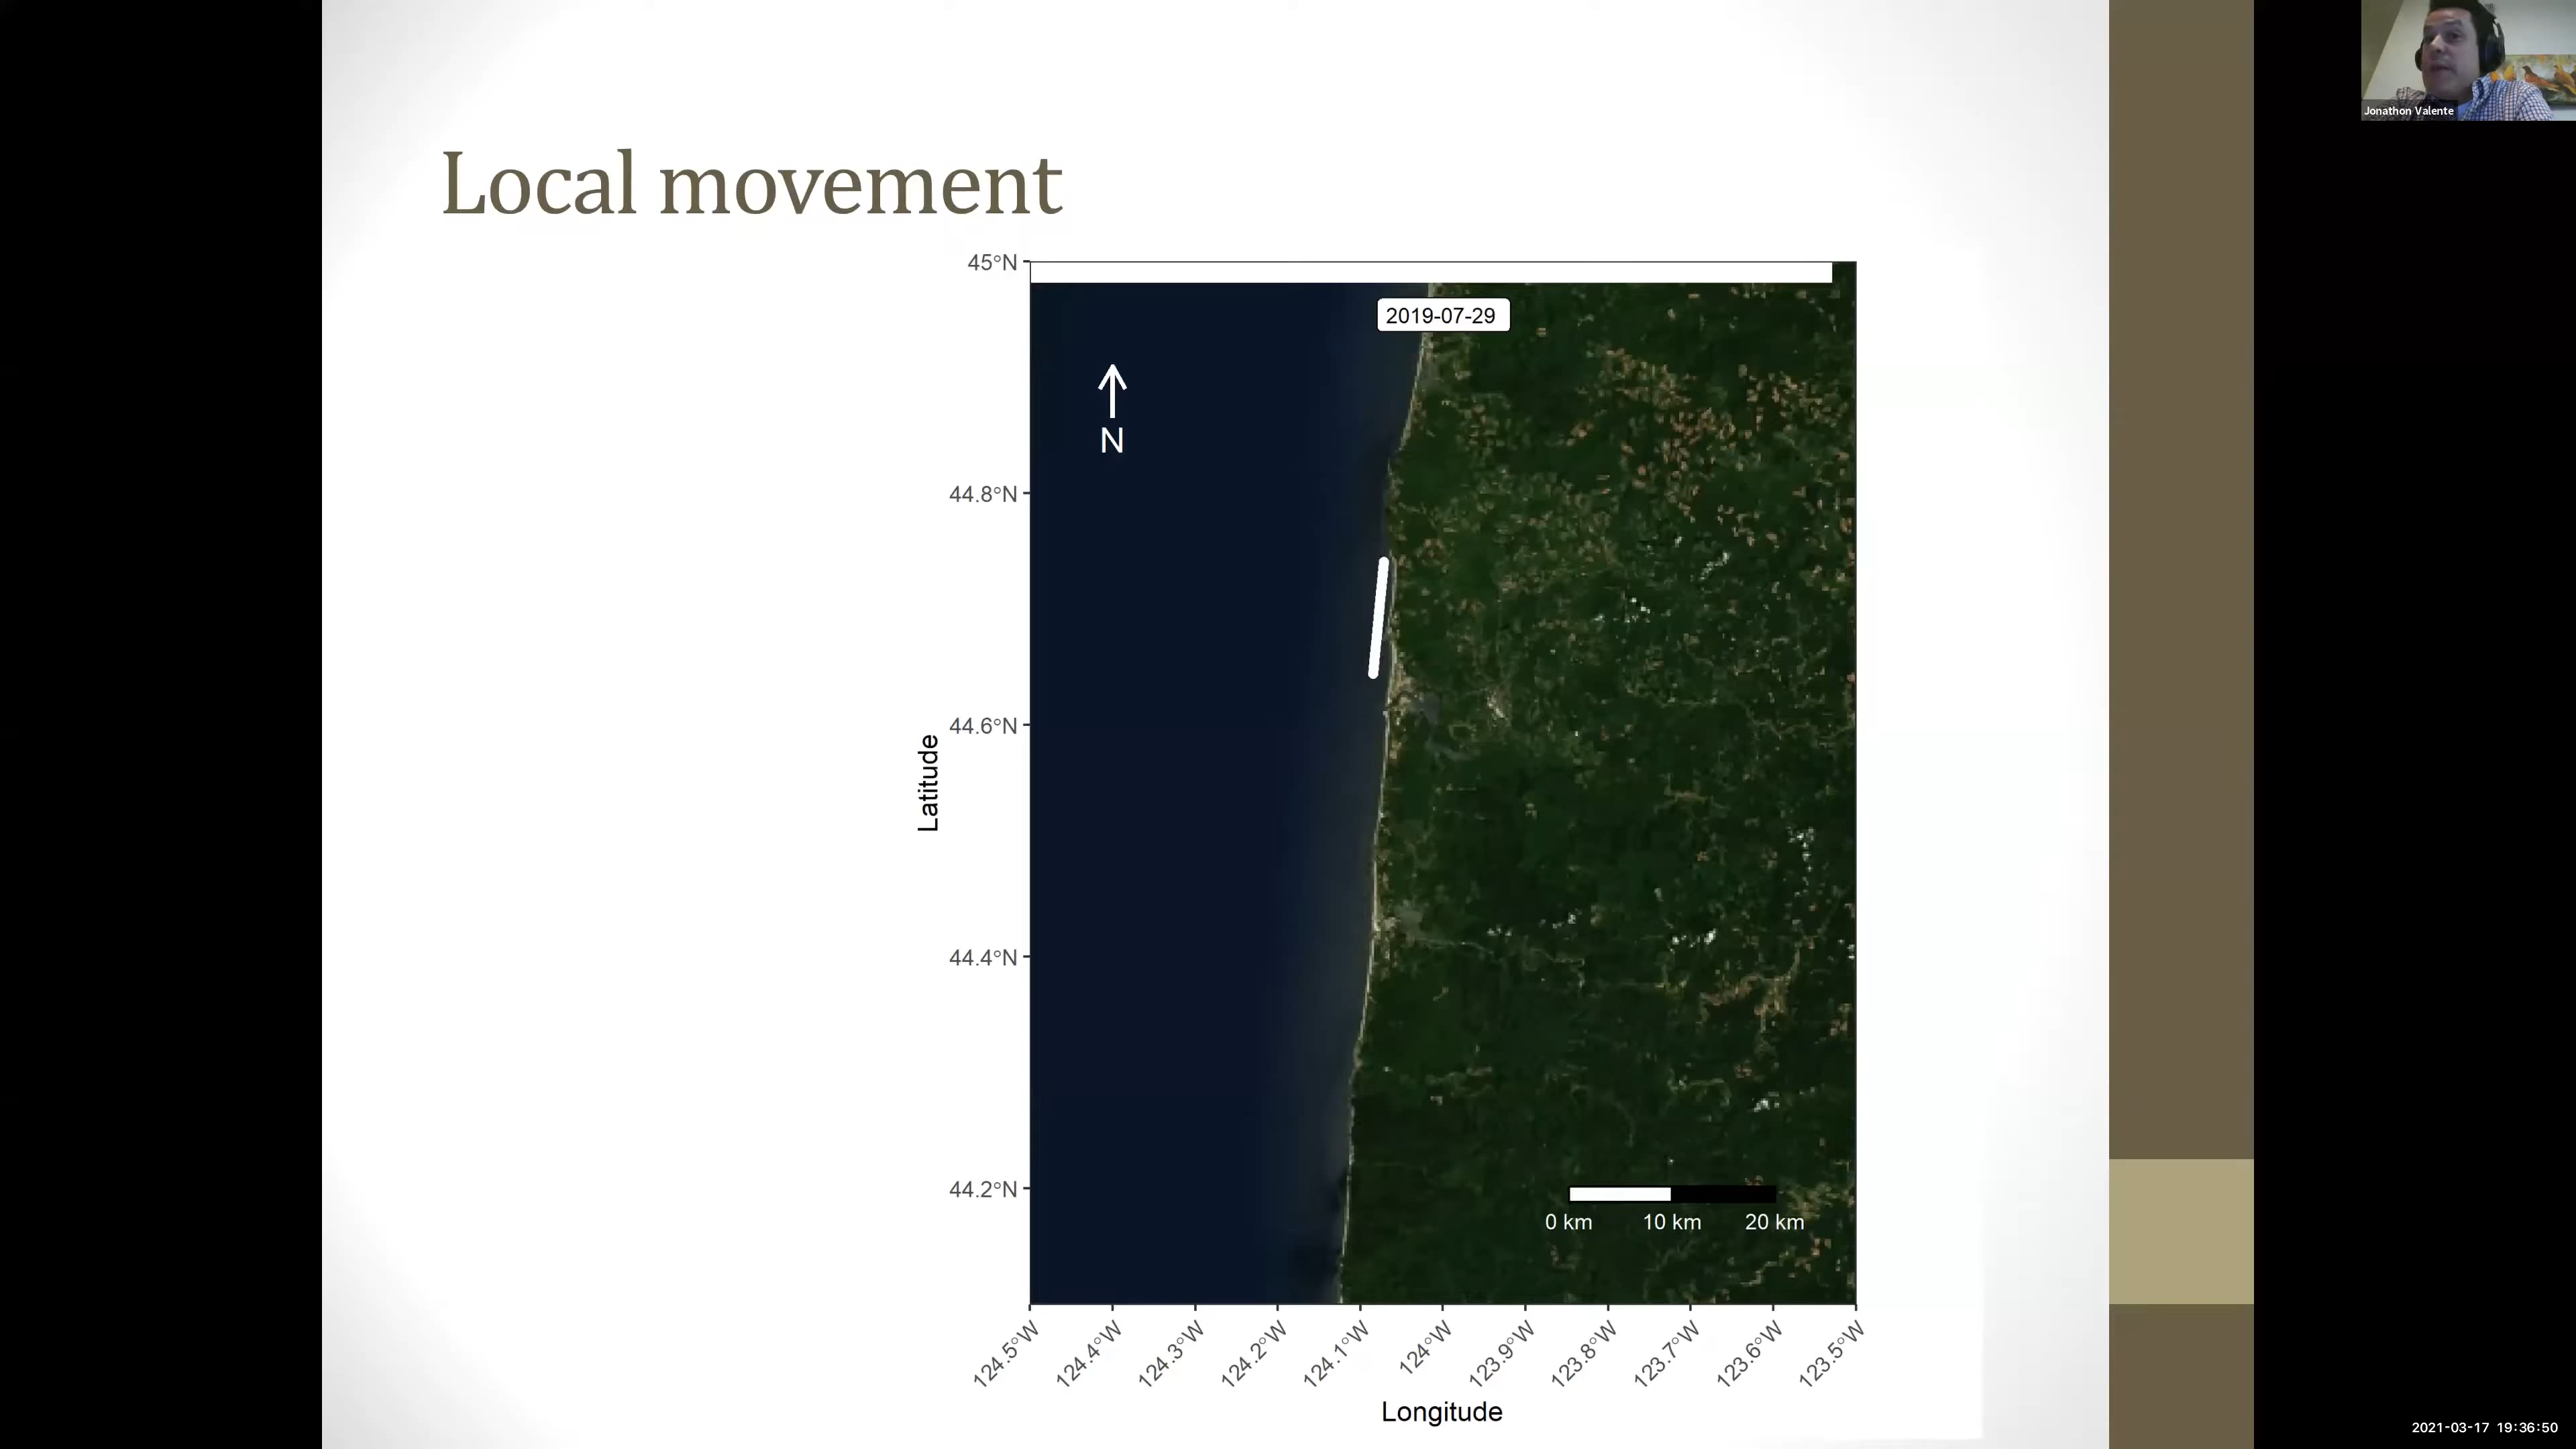 Jonathon Valente
Local movement
45°N
2019-07-29
N
44.8°N
44.6°N
Latitude
44.4°N
44.2°N
0 km 10 km 20 km
124.5°W 124.4°W 124.3°W 124.2°W 124.1°W 124°W 123.9°W 123.8°W 123.7°W 123.6°W 123.5°W
Longitude
2021-03-17 19:36:50